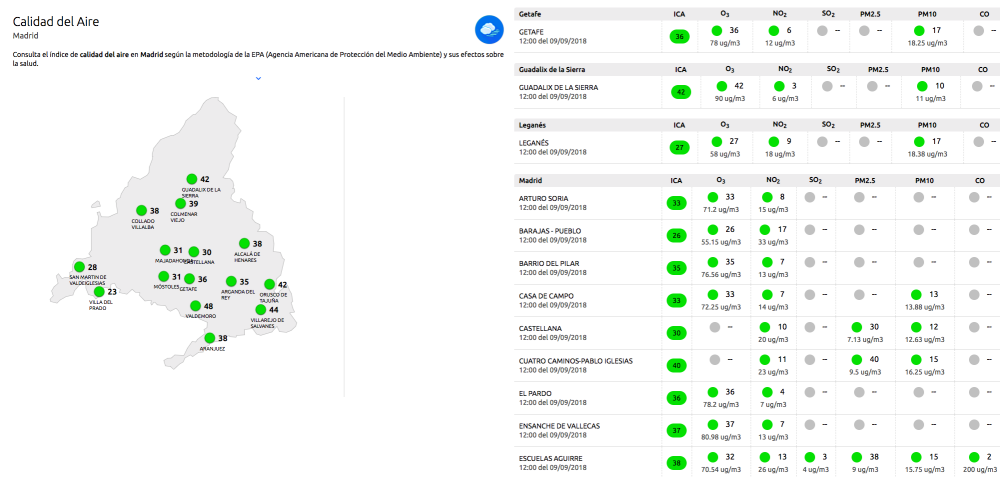 Calidad del Aire
Madrid
Consulta el índice de calidad del aire en Madrid según la metodología de la EPA (Agencia Americana de Protección del Medio Ambiente) y sus efectos sobre
la salud.
42
GUADALIX DE LA
SIERRA
39
COLMENAR
VIEJO
38
COLLADO
VILLALBA
38
ALCALÁ DE
HENARES
31
MAJADAHONDA
30
CASTELLANA
28
SAN MARTIN DE
VALDEIGLESIAS
31
MÓSTOLES
36
GETAFE
35
ARGANDA DEL
REY
42
ORUSCO DE
TAJUÑA
23
VILLA DEL
PRADO
48
VALDEMORO
44
VILLAREJO DE
SALVANÉS
38
ARANJUEZ
Getafe ICA O3 NO2 SO2 PM2.5 PM10 CO
GETAFE 36 36 6 -- -- 17 --
12:00 del 09/09/2018 78 ug/m3 12 ug/m3 18.25 ug/m3
Guadalix de la Sierra ICA O3 NO2 SO2 PM2.5 PM10 CO
GUADALIX DE LA SIERRA 42 42 3 -- -- 10 --
12:00 del 09/09/2018 90 ug/m3 6 ug/m3 11 ug/m3
Leganés ICA O3 NO2 SO2 PM2.5 PM10 CO
LEGANÉS 27 27 9 -- -- 17 --
12:00 del 09/09/2018 58 ug/m3 18 ug/m3 18.38 ug/m3
Madrid ICA O3 NO2 SO2 PM2.5 PM10 CO
ARTURO SORIA 33 33 8 -- -- -- --
12:00 del 09/09/2018 71.2 ug/m3 15 ug/m3
BARAJAS - PUEBLO 26 26 17 -- -- -- --
12:00 del 09/09/2018 55.15 ug/m3 33 ug/m3
BARRIO DEL PILAR 35 35 7 -- -- -- --
12:00 del 09/09/2018 76.56 ug/m3 13 ug/m3
CASA DE CAMPO 33 33 7 -- -- 13 --
12:00 del 09/09/2018 72.25 ug/m3 14 ug/m3 13.88 ug/m3
CASTELLANA 30 -- 10 -- 30 12 --
12:00 del 09/09/2018 20 ug/m3 7.13 ug/m3 12.63 ug/m3
CUATRO CAMINOS-PABLO IGLESIAS 40 -- 11 -- 40 15 --
12:00 del 09/09/2018 23 ug/m3 9.5 ug/m3 16.25 ug/m3
EL PARDO 36 36 4 -- -- -- --
12:00 del 09/09/2018 78.2 ug/m3 7 ug/m3
ENSANCHE DE VALLECAS 37 37 7 -- -- -- --
12:00 del 09/09/2018 80.98 ug/m3 13 ug/m3
ESCUELAS AGUIRRE 38 32 13 3 38 15 2
12:00 del 09/09/2018 70.54 ug/m3 26 ug/m3 4 ug/m3 9 ug/m3 15.75 ug/m3 200 ug/m3